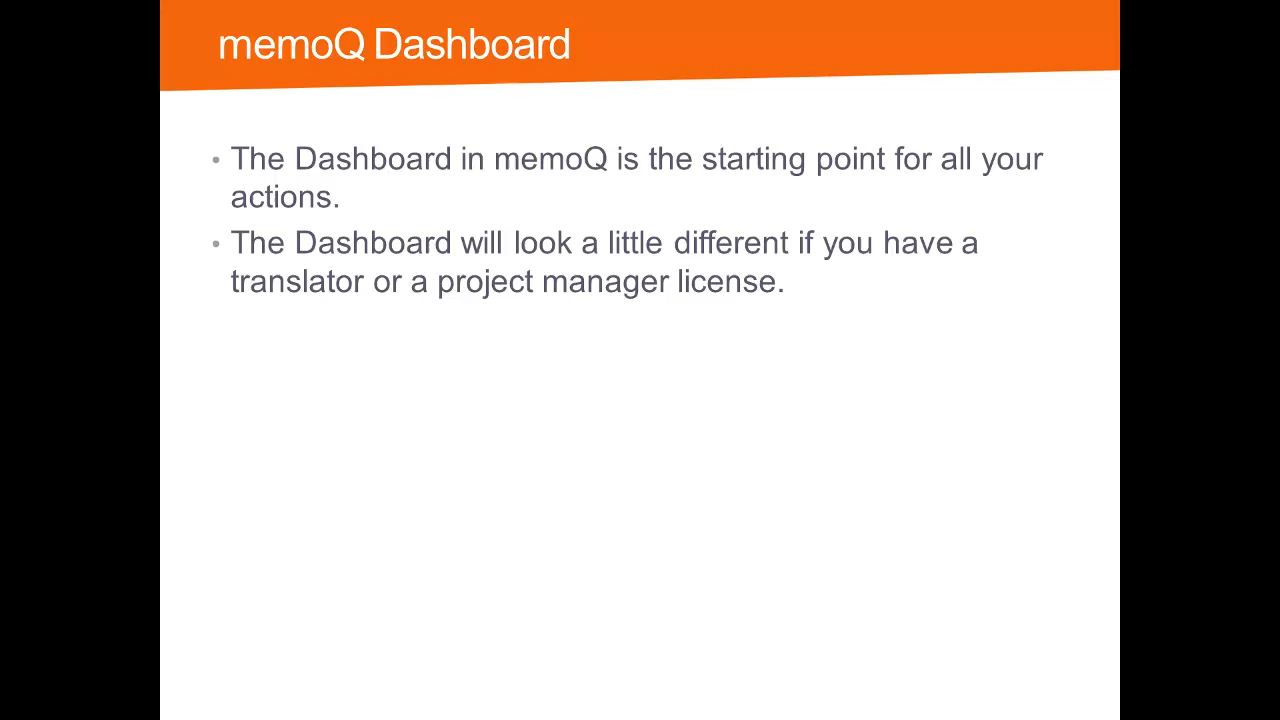 memoQ Dashboard
• The Dashboard in memoQ is the starting point for all your
actions.
• The Dashboard will look a little different if you have a
translator or a project manager license.